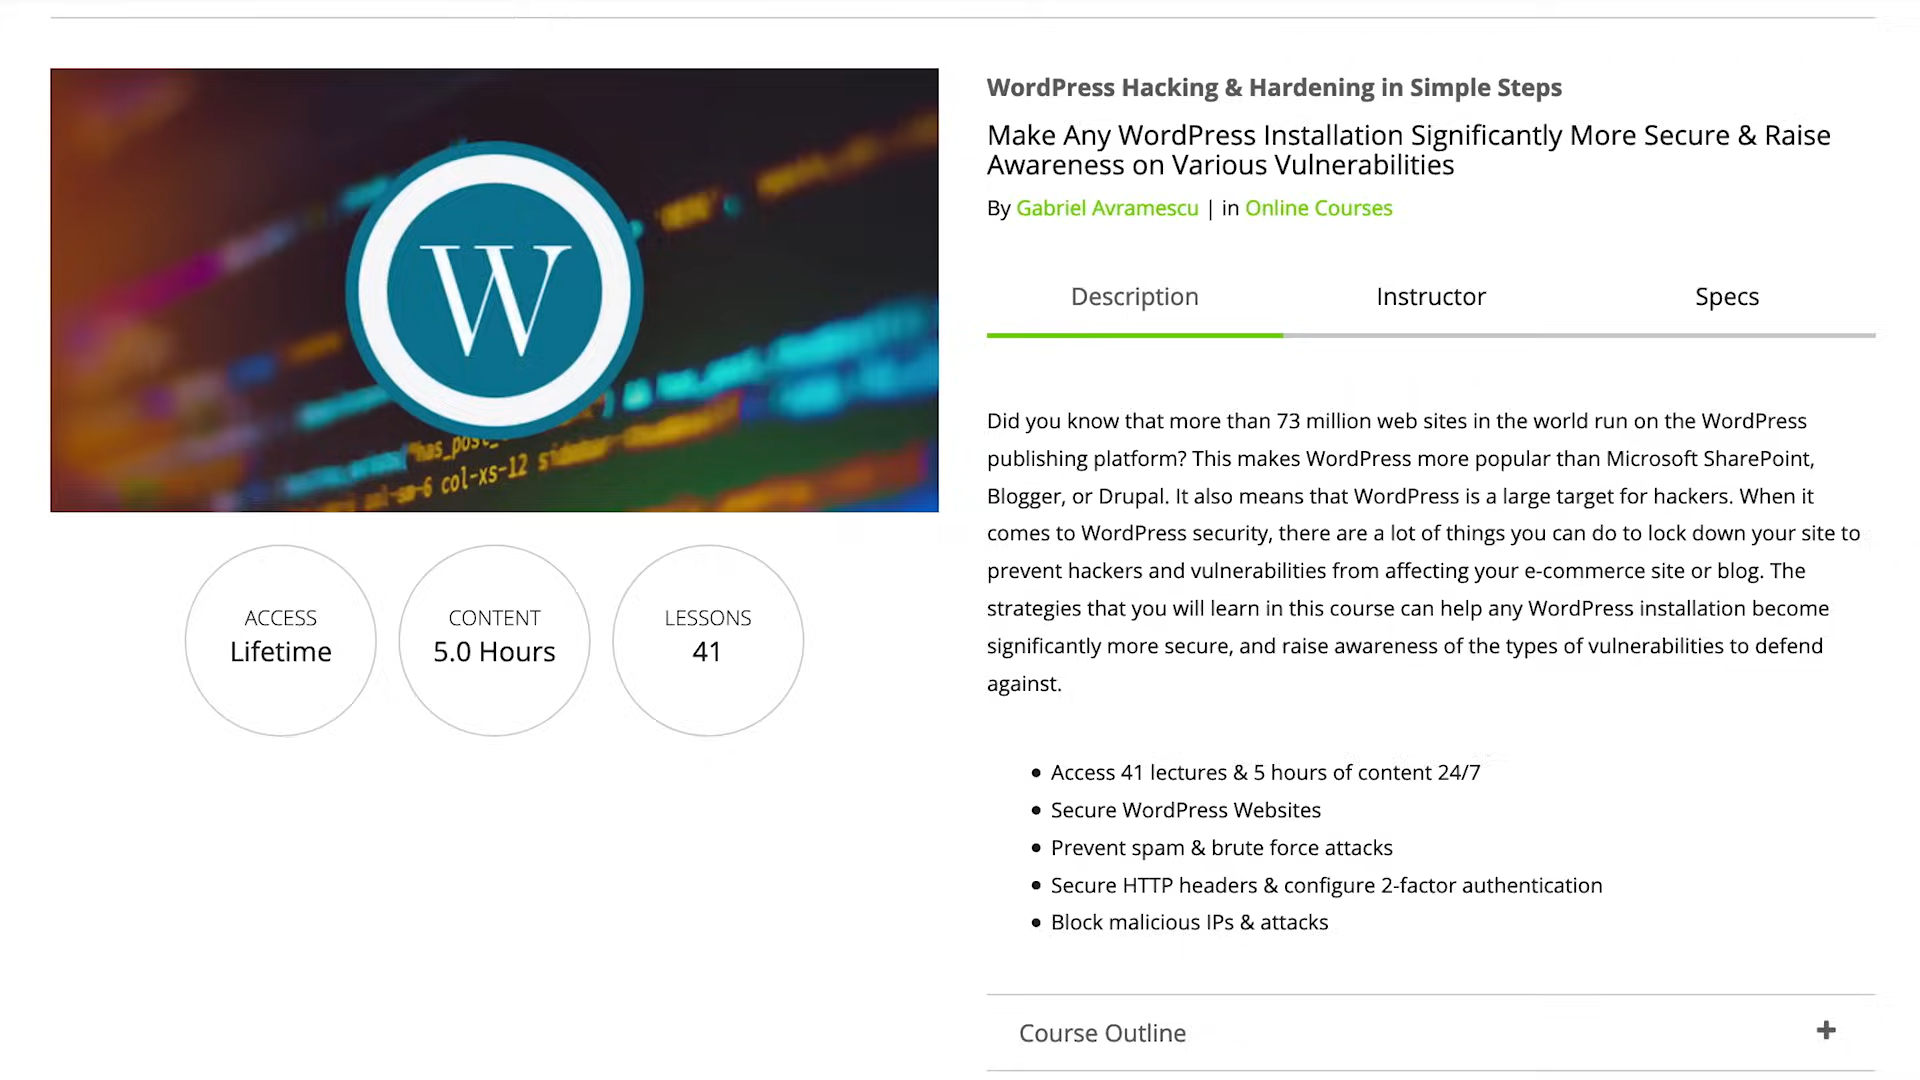 WordPress Hacking & Hardening in Simple Steps
Make Any WordPress Installation Significantly More Secure & Raise
Awareness on Various Vulnerabilities
By Gabriel Avramescu | in Online Courses
Description Instructor Specs
W
"has_post_
col-sm-6 col-xs-12 sidebar
ACCESS
Lifetime
CONTENT
5.0 Hours
LESSONS
41
Did you know that more than 73 million web sites in the world run on the WordPress
publishing platform? This makes WordPress more popular than Microsoft SharePoint,
Blogger, or Drupal. It also means that WordPress is a large target for hackers. When it
comes to WordPress security, there are a lot of things you can do to lock down your site to
prevent hackers and vulnerabilities from affecting your e-commerce site or blog. The
strategies that you will learn in this course can help any WordPress installation become
significantly more secure, and raise awareness of the types of vulnerabilities to defend
against.
Access 41 lectures & 5 hours of content 24/7
Secure WordPress Websites
Prevent spam & brute force attacks
Secure HTTP headers & configure 2-factor authentication
Block malicious IPs & attacks
Course Outline +